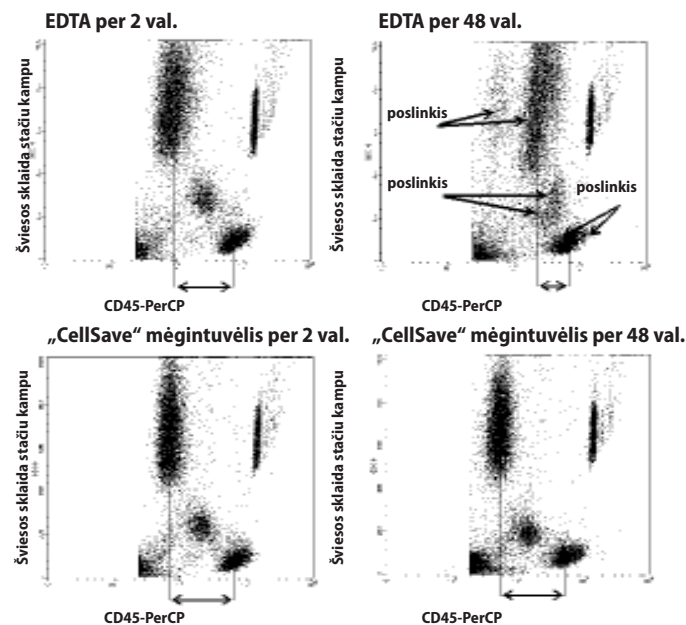 EDTA per 2 val.
EDTA per 48 val.
Šviesos sklaida stačiu kampu
Šviesos sklaida stačiu kampu
poslinkis
poslinkis
poslinkis
CD45-PerCP
CD45-PerCP
„CellSave“ mėgintuvėlis per 2 val.
„CellSave“ mėgintuvėlis per 48 val.
Šviesos sklaida stačiu kampu
Šviesos sklaida stačiu kampu
CD45-PerCP
CD45-PerCP